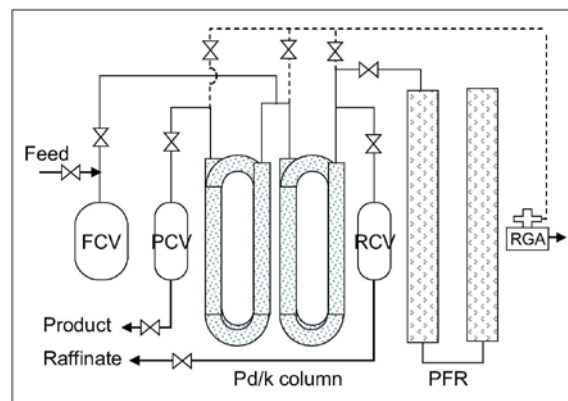 Feed
FCV
PCV
RCV
RGA
Product
Raffinate
Pd/k column
PFR